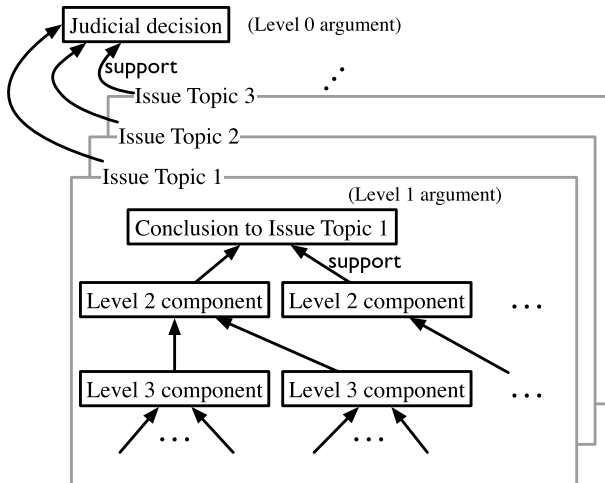 Judicial decision
(Level 0 argument)
support
Issue Topic 3
Issue Topic 2
Issue Topic 1
(Level 1 argument)
Conclusion to Issue Topic 1
support
Level 2 component
Level 2 component
...
Level 3 component
Level 3 component
...
...
...